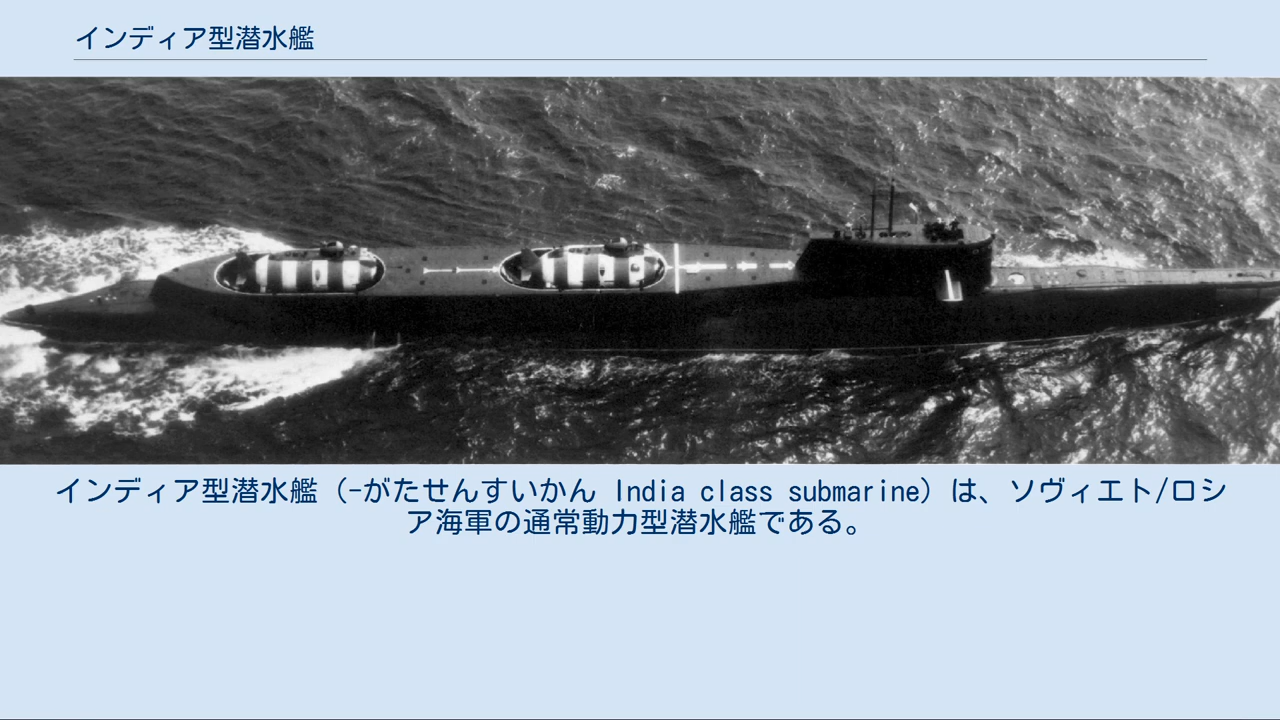 インディア型潜水艦
インディア型潜水艦（-がたせんすいかん India class submarine）は、ソヴィエト/ロシ
ア海軍の通常動力型潜水艦である。